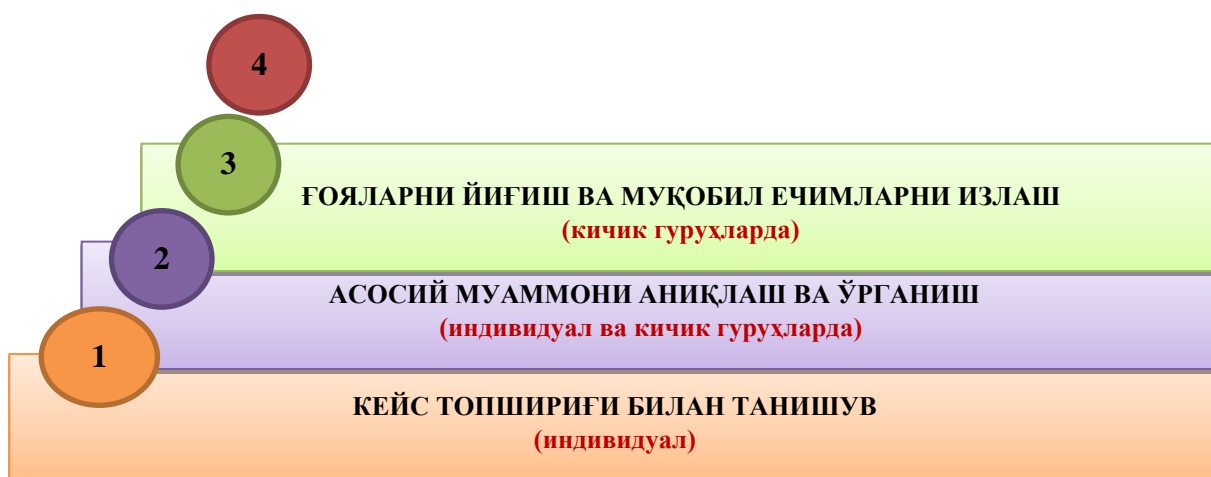 4
3
ҒОЯЛАРНИ ЙИҒИШ ВА МУҚОБИЛ ЕЧИМЛАРНИ ИЗЛАШ
(кичик гуруҳларда)
2
АСОСИЙ МУАММОНИ АНИҚЛАШ ВА ЎРГАНИШ
(индивидуал ва кичик гуруҳларда)
1
КЕЙС ТОПШИРИҒИ БИЛАН ТАНИШУВ
(индивидуал)